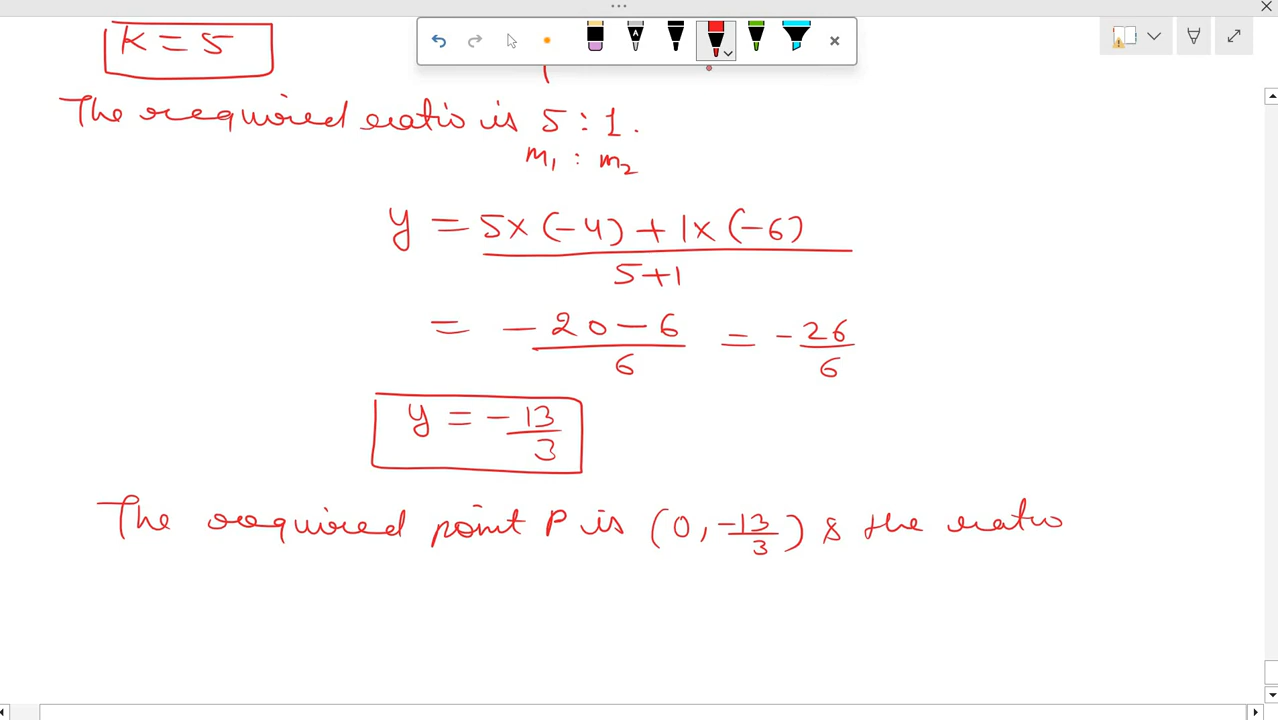 K = 5
The required ratio is 5 : 1.
m₁ : m₂
y = 5×(-4) + 1×(-6)
5+1
= -20-6 = -26
6 6
y = -13
3
The required point P is (0, -13/3) & the ratio